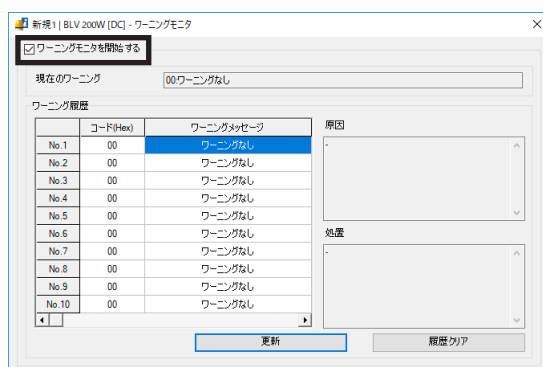 新規1 | BLV 200W [DC] - ワーニングモニタ
ワーニングモニタを開始する
現在のワーニング 00:ワーニングなし
ワーニング履歴
コード(Hex) ワーニングメッセージ
No.1 00 ワーニングなし
No.2 00 ワーニングなし
No.3 00 ワーニングなし
No.4 00 ワーニングなし
No.5 00 ワーニングなし
No.6 00 ワーニングなし
No.7 00 ワーニングなし
No.8 00 ワーニングなし
No.9 00 ワーニングなし
No.10 00 ワーニングなし
原因
-
処置
-
更新 履歴クリア